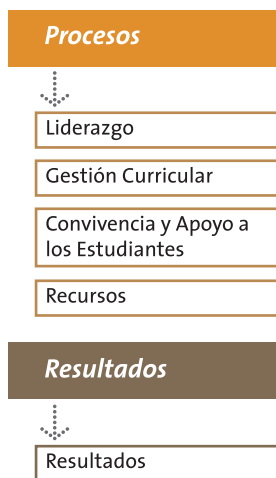 Procesos
Liderazgo
Gestión Curricular
Convivencia y Apoyo a
los Estudiantes
Recursos
Resultados
Resultados